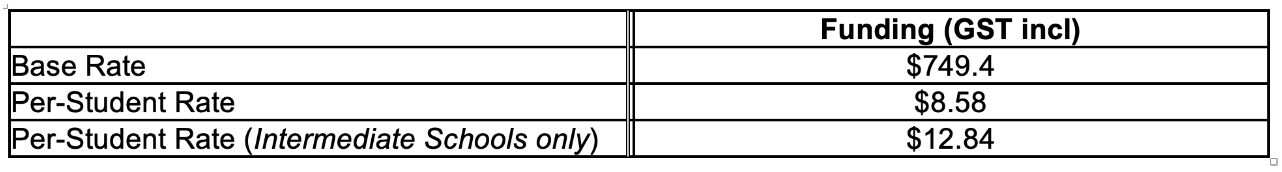 Funding (GST incl)
Base Rate $749.4
Per-Student Rate $8.58
Per-Student Rate (Intermediate Schools only) $12.84